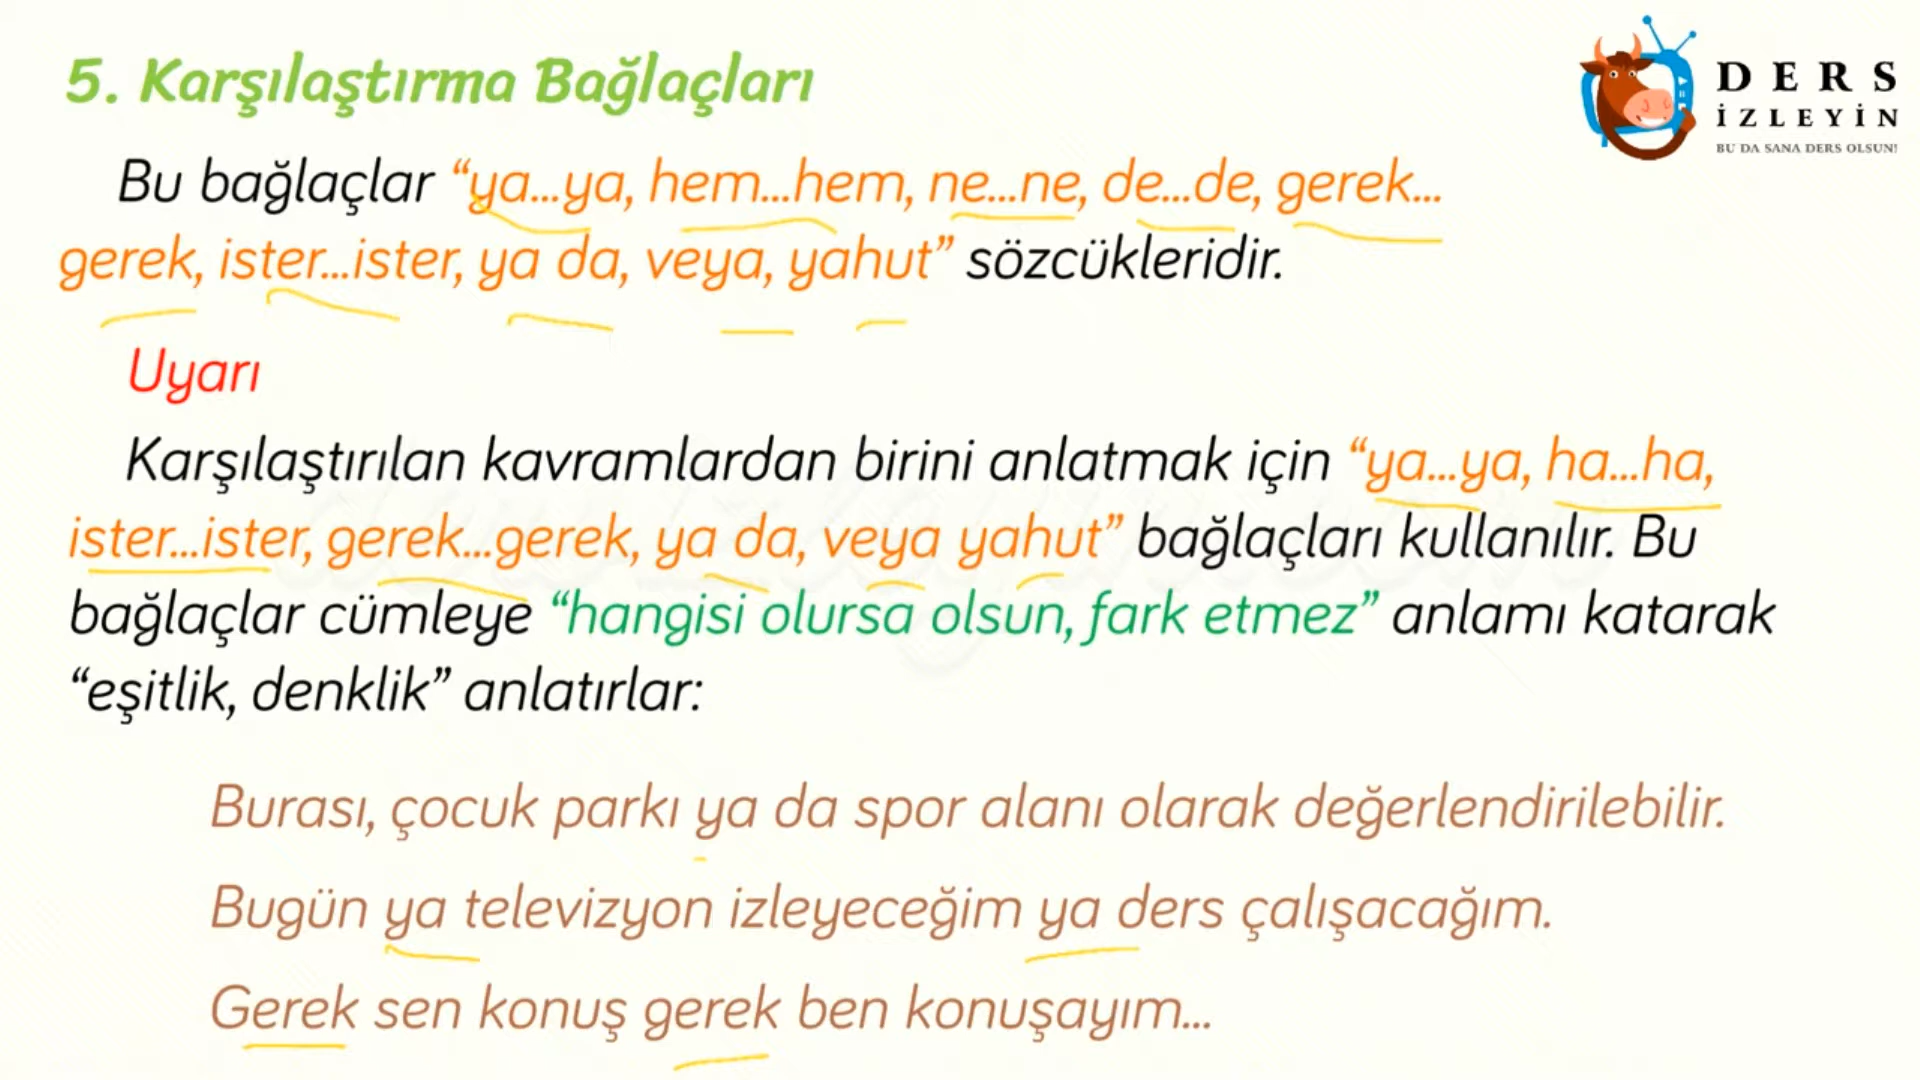 5. Karşılaştırma Bağlaçları
DERS
İZLEYİN
BU DA SANA DERS OLSUN!
Bu bağlaçlar “ya...ya, hem...hem, ne...ne, de...de, gerek...
gerek, ister...ister, ya da, veya, yahut” sözcükleridir.
Uyarı
Karşılaştırılan kavramlardan birini anlatmak için “ya...ya, ha...ha,
ister...ister, gerek...gerek, ya da, veya yahut” bağlaçları kullanılır. Bu
bağlaçlar cümleye “hangisi olursa olsun, fark etmez” anlamı katarak
“eşitlik, denklik” anlatırlar:
Burası, çocuk parkı ya da spor alanı olarak değerlendirilebilir.
Bugün ya televizyon izleyeceğim ya ders çalışacağım.
Gerek sen konuş gerek ben konuşayım...